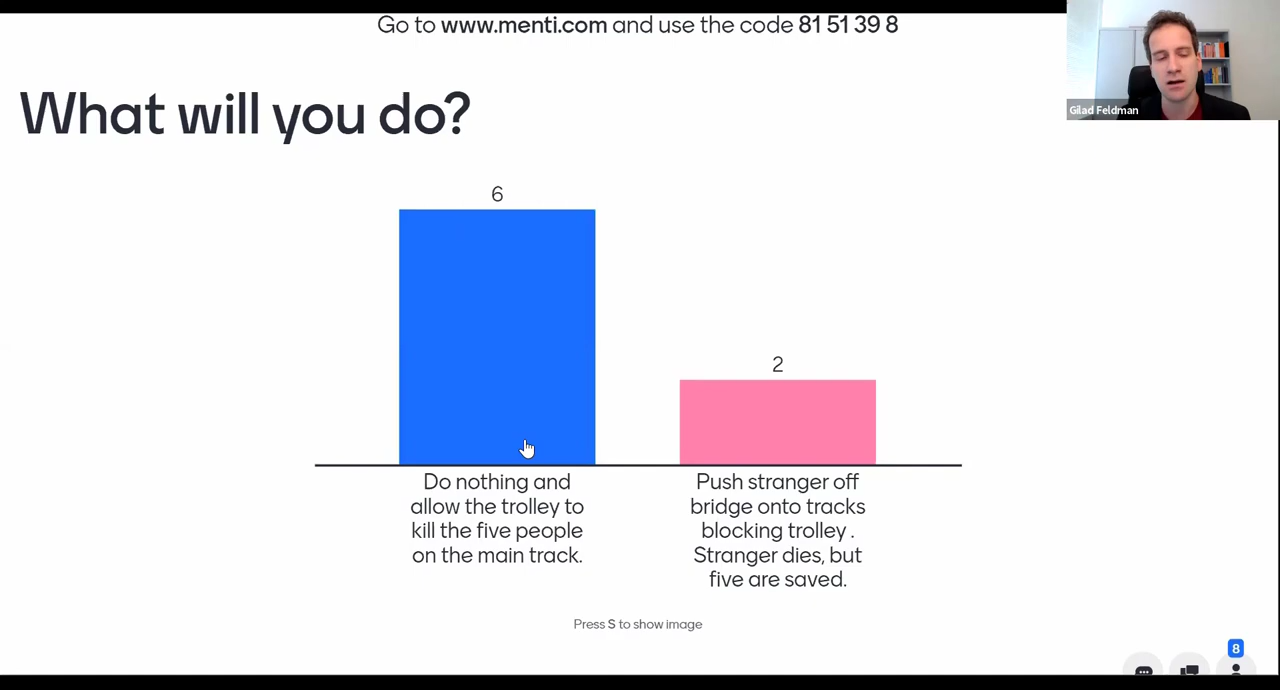 Go to www.menti.com and use the code 81 51 39 8
Gilad Feldman
What will you do?
6
2
Do nothing and
allow the trolley to
kill the five people
on the main track.
Push stranger off
bridge onto tracks
blocking trolley .
Stranger dies, but
five are saved.
Press S to show image
8